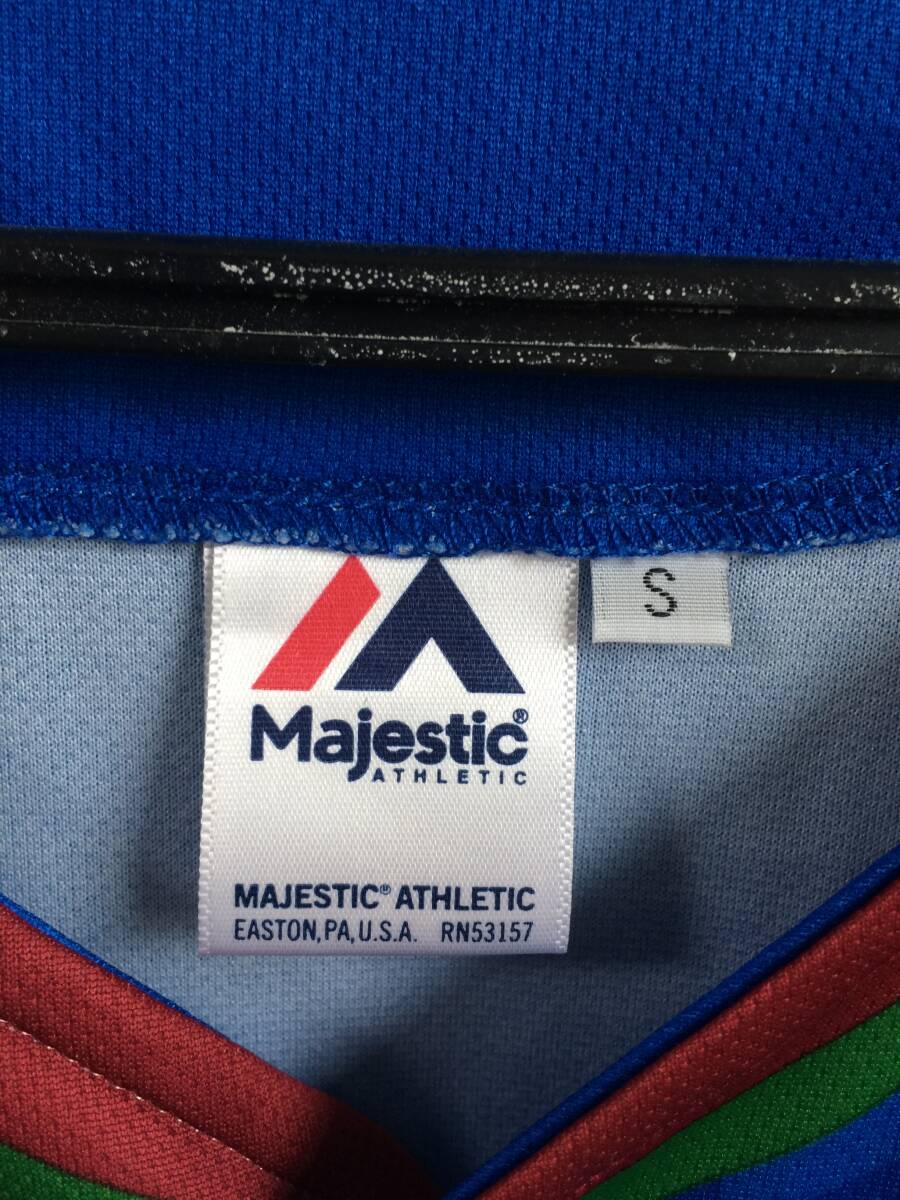 S
Majestic®
ATHLETIC
MAJESTIC® ATHLETIC
EASTON, PA, U.S.A. RN53157